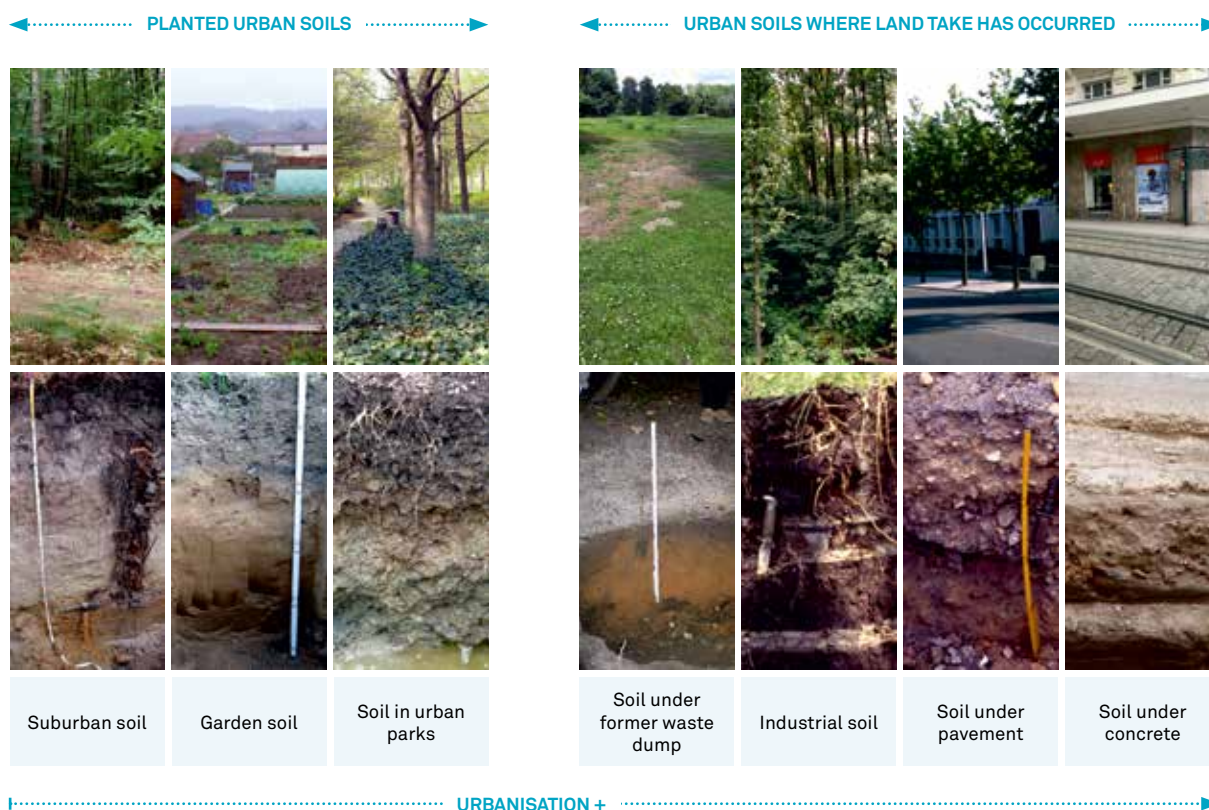 PLANTED URBAN SOILS
URBAN SOILS WHERE LAND TAKE HAS OCCURRED
Suburban soil
Garden soil
Soil in urban
parks
Soil under
former waste
dump
Industrial soil
Soil under
pavement
Soil under
concrete
URBANISATION +